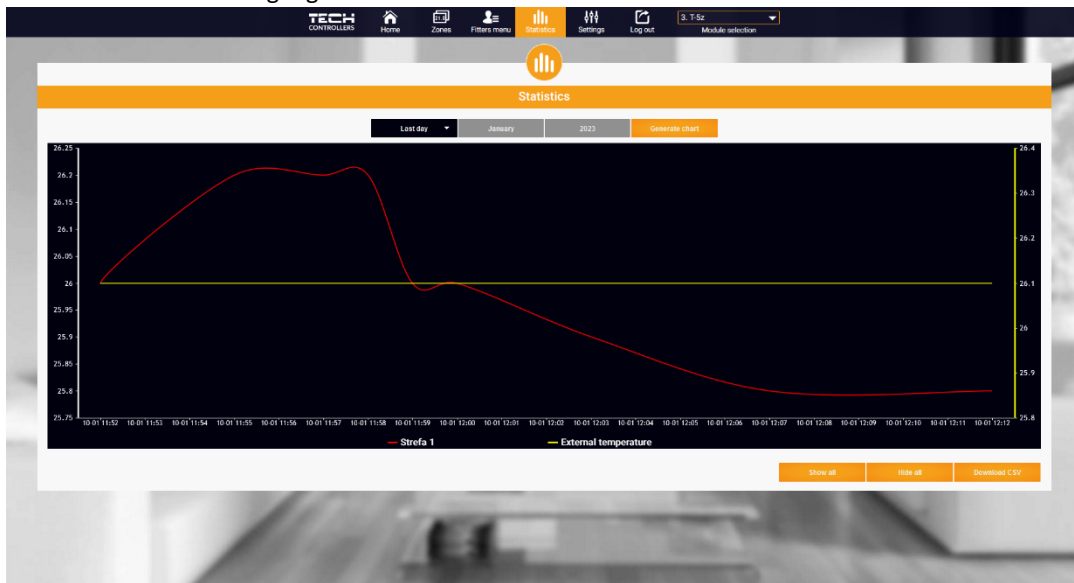 TECH
CONTROLLERS
Home
Zones
Fitters menu
Statistics
Settings
Log out
3. T-5z
Module selection
Statistics
Last day
January
2023
Generate chart
26.25
26.2
26.15
26.1
26.05
26
25.95
25.9
25.85
25.8
25.75
26.4
26.3
26.2
26.1
26
25.9
25.8
10-01 11:52 10-01 11:53 10-01 11:54 10-01 11:55 10-01 11:56 10-01 11:57 10-01 11:58 10-01 11:59 10-01 12:00 10-01 12:01 10-01 12:02 10-01 12:03 10-01 12:04 10-01 12:05 10-01 12:06 10-01 12:07 10-01 12:08 10-01 12:09 10-01 12:10 10-01 12:11 10-01 12:12
Strefa 1 External temperature
Show all
Hide all
Download CSV